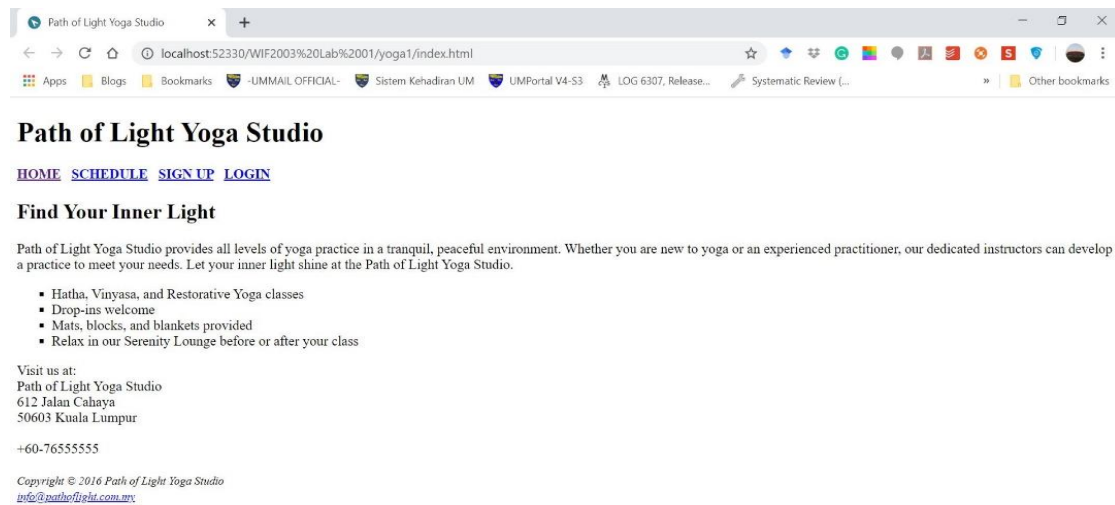 Path of Light Yoga Studio
localhost:52330/WIF2003%20Lab%2001/yoga1/index.html
Apps Blogs Bookmarks -UMMAIL OFFICIAL- Sistem Kehadiran UM UMPortal V4-S3 LOG 6307, Release... Systematic Review (... » Other bookmarks
Path of Light Yoga Studio
HOME SCHEDULE SIGN UP LOGIN
Find Your Inner Light
Path of Light Yoga Studio provides all levels of yoga practice in a tranquil, peaceful environment. Whether you are new to yoga or an experienced practitioner, our dedicated instructors can develop
a practice to meet your needs. Let your inner light shine at the Path of Light Yoga Studio.
Hatha, Vinyasa, and Restorative Yoga classes
Drop-ins welcome
Mats, blocks, and blankets provided
Relax in our Serenity Lounge before or after your class
Visit us at:
Path of Light Yoga Studio
612 Jalan Cahaya
50603 Kuala Lumpur
+60-76555555
Copyright © 2016 Path of Light Yoga Studio
info@pathoflight.com.my